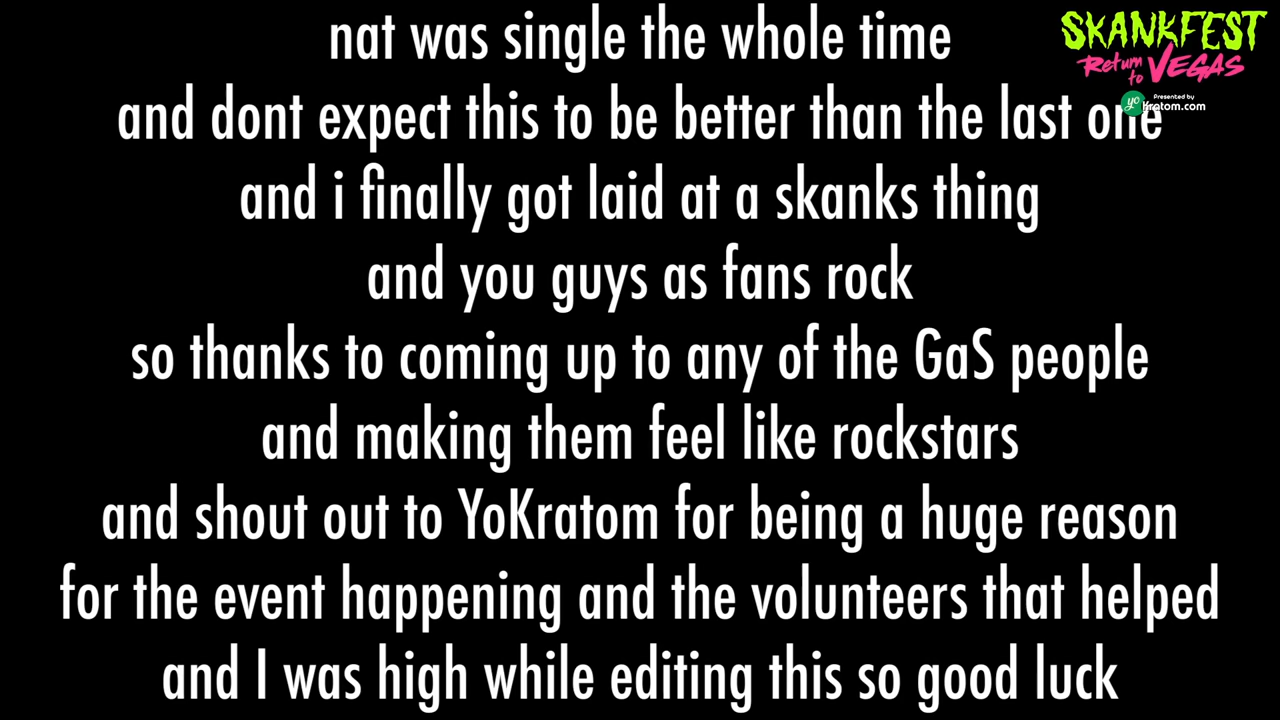 nat was single the whole time
SKANKFEST
Return
to VEGAS
yo
Presented by
Kratom.com
and dont expect this to be better than the last one
and i finally got laid at a skanks thing
and you guys as fans rock
so thanks to coming up to any of the GaS people
and making them feel like rockstars
and shout out to YoKratom for being a huge reason
for the event happening and the volunteers that helped
and I was high while editing this so good luck